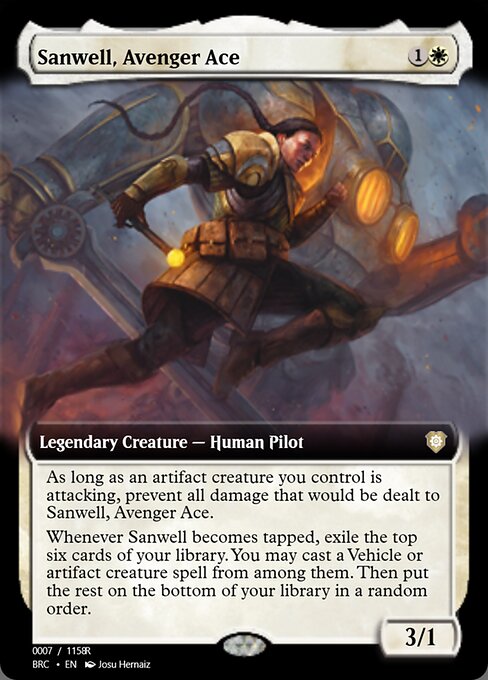 Sanwell, Avenger Ace 1
Legendary Creature — Human Pilot
As long as an artifact creature you control is
attacking, prevent all damage that would be dealt to
Sanwell, Avenger Ace.
Whenever Sanwell becomes tapped, exile the top
six cards of your library. You may cast a Vehicle or
artifact creature spell from among them. Then put
the rest on the bottom of your library in a random
order.
3/1
0007 / 1158R
BRC • EN Josu Hernaiz